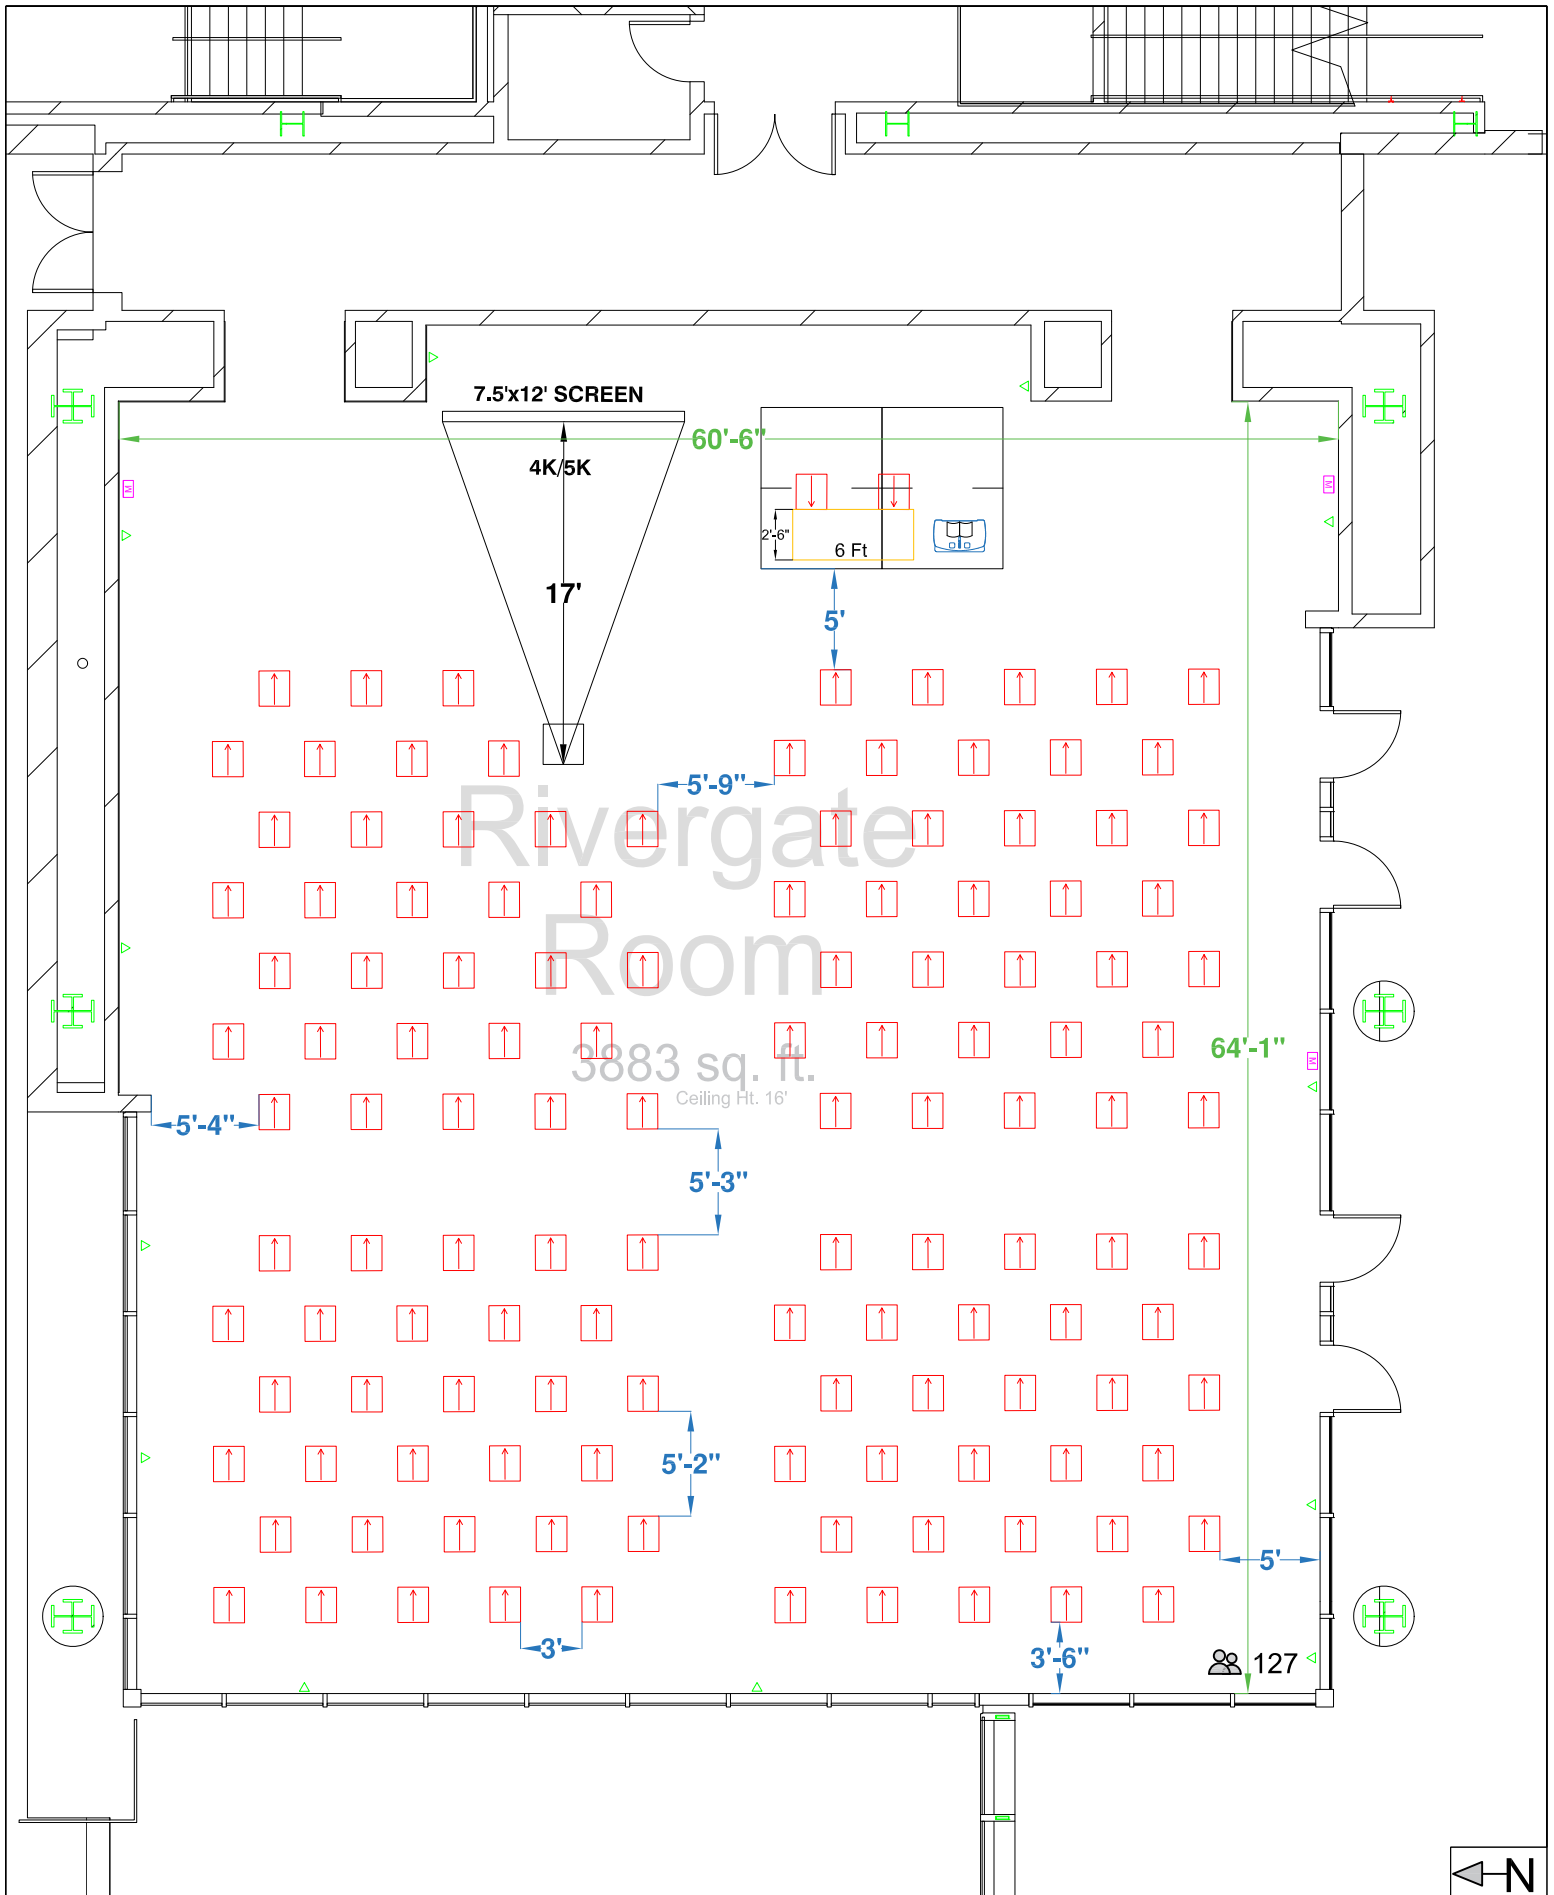 7.5'x12' SCREEN
60'-6"
4K/5K
M
M
2'-6"
6 Ft
17'
5'
5'-9"
Rivergate
Room
3883 sq. ft.
Ceiling Ht. 16'
64'-1"
M
5'-4"
5'-3"
5'-2"
5'
3'
3'-6"
127
N